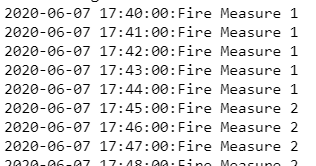 2020-06-07 17:40:00:Fire Measure 1
2020-06-07 17:41:00:Fire Measure 1
2020-06-07 17:42:00:Fire Measure 1
2020-06-07 17:43:00:Fire Measure 1
2020-06-07 17:44:00:Fire Measure 1
2020-06-07 17:45:00:Fire Measure 2
2020-06-07 17:46:00:Fire Measure 2
2020-06-07 17:47:00:Fire Measure 2
2020-06-07 17:48:00:Fire Measure 2